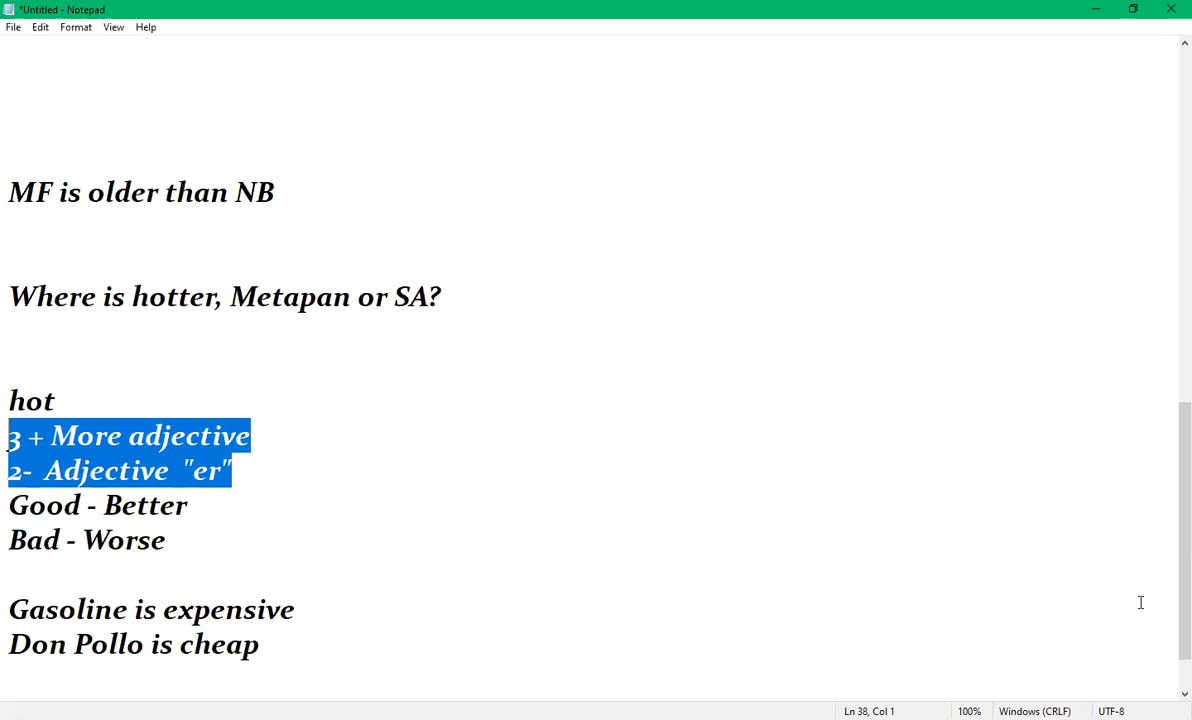 *Untitled - Notepad
File Edit Format View Help
MF is older than NB
Where is hotter, Metapan or SA?
hot
3 + More adjective
2-  Adjective  "er"
Good - Better
Bad - Worse
Gasoline is expensive
Don Pollo is cheap
Ln 38, Col 1 100% Windows (CRLF) UTF-8